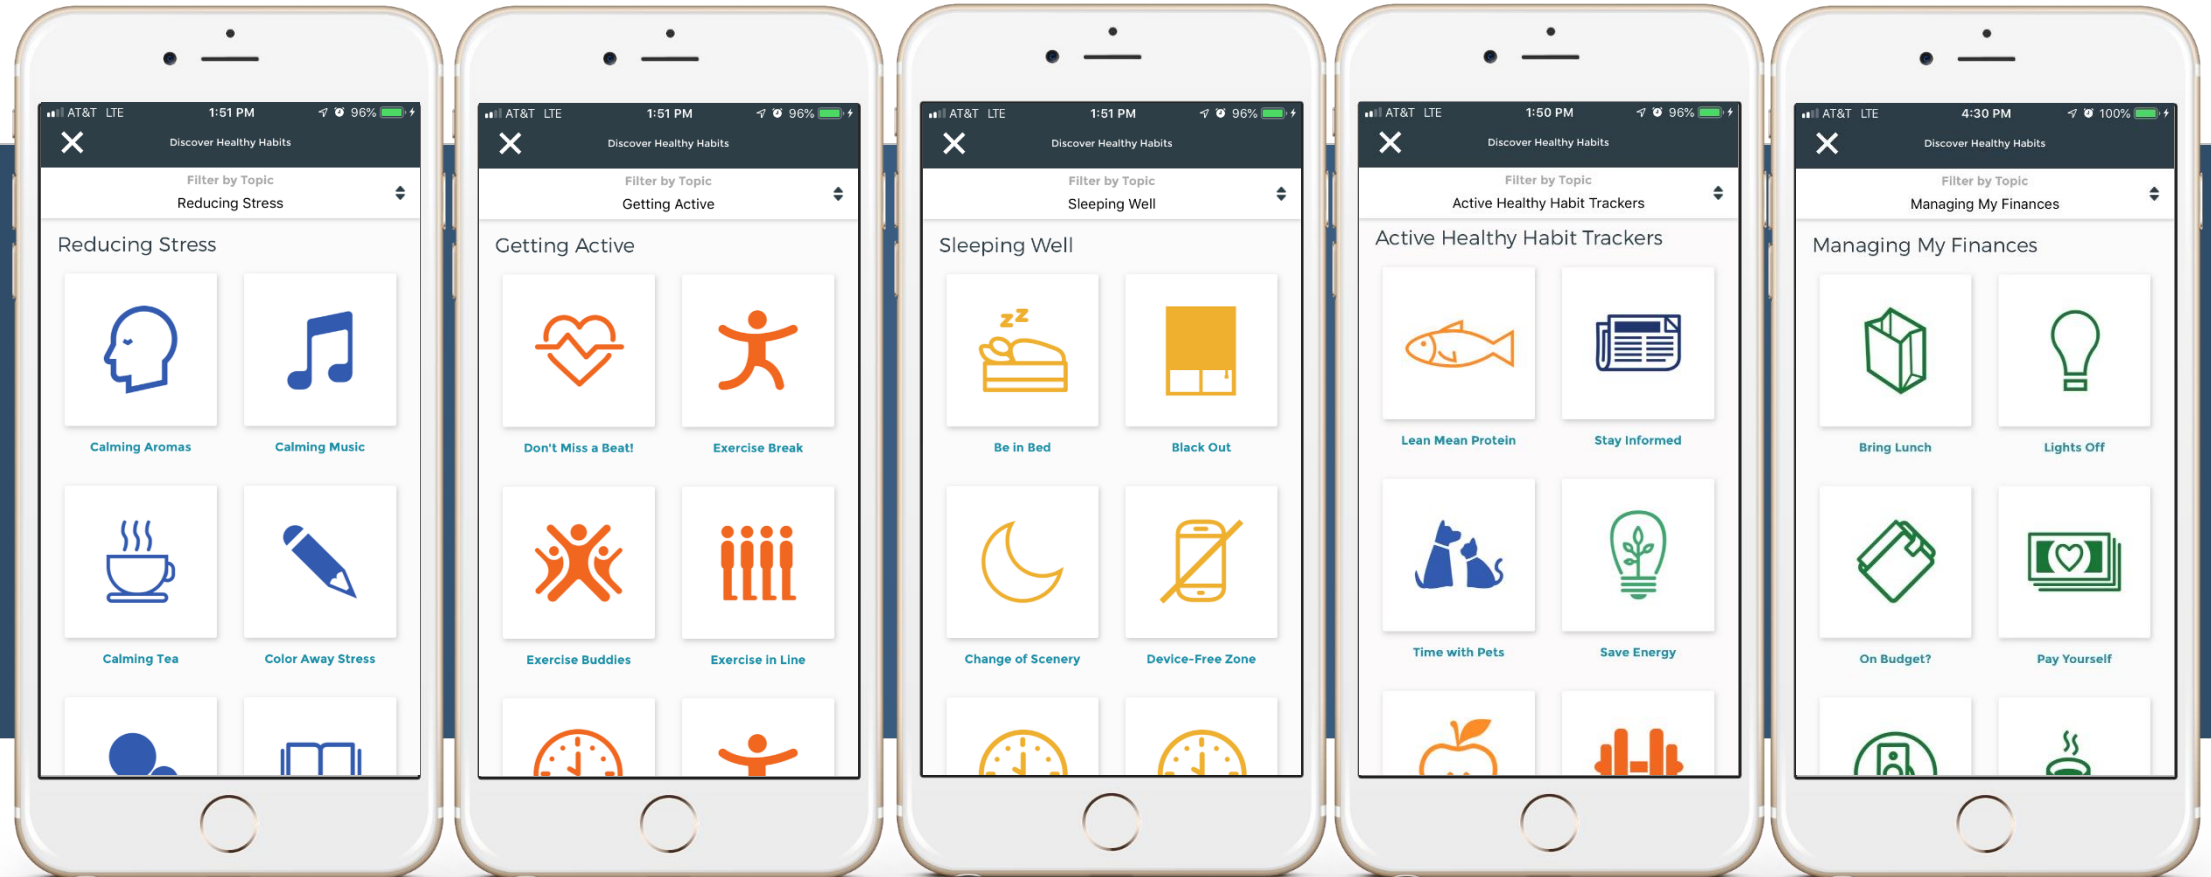 AT&T LTE 1:51 PM 96%
Discover Healthy Habits
Filter by Topic
Reducing Stress
Reducing Stress
Calming Aromas Calming Music
Calming Tea Color Away Stress
AT&T LTE 1:51 PM 96%
Discover Healthy Habits
Filter by Topic
Getting Active
Getting Active
Don't Miss a Beat! Exercise Break
Exercise Buddies Exercise in Line
AT&T LTE 1:51 PM 96%
Discover Healthy Habits
Filter by Topic
Sleeping Well
Sleeping Well
zz
Be in Bed Black Out
Change of Scenery Device-Free Zone
AT&T LTE 1:50 PM 96%
Discover Healthy Habits
Filter by Topic
Active Healthy Habit Trackers
Active Healthy Habit Trackers
Lean Mean Protein Stay Informed
Time with Pets Save Energy
AT&T LTE 4:30 PM 100%
Discover Healthy Habits
Filter by Topic
Managing My Finances
Managing My Finances
Bring Lunch Lights Off
On Budget? Pay Yourself